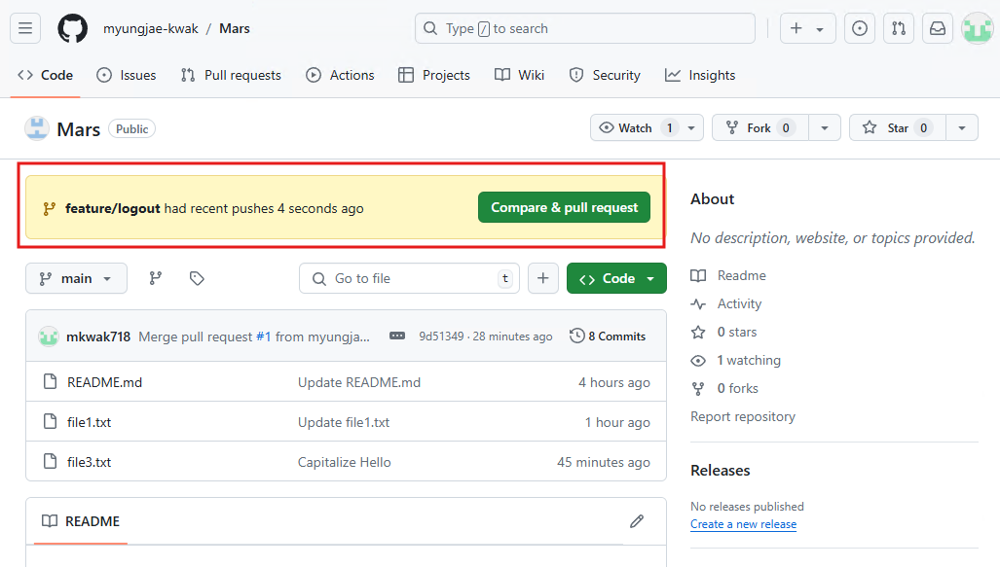 myungjae-kwak / Mars
Type / to search
Code Issues Pull requests Actions Projects Wiki Security Insights
Mars Public
Watch 1 Fork 0 Star 0
feature/logout had recent pushes 4 seconds ago Compare & pull request
main Go to file t Code
mkwak718 Merge pull request #1 from myungja... 9d51349 · 28 minutes ago 8 Commits
README.md Update README.md 4 hours ago
file1.txt Update file1.txt 1 hour ago
file3.txt Capitalize Hello 45 minutes ago
README
About
No description, website, or topics provided.
Readme
Activity
0 stars
1 watching
0 forks
Report repository
Releases
No releases published
Create a new release